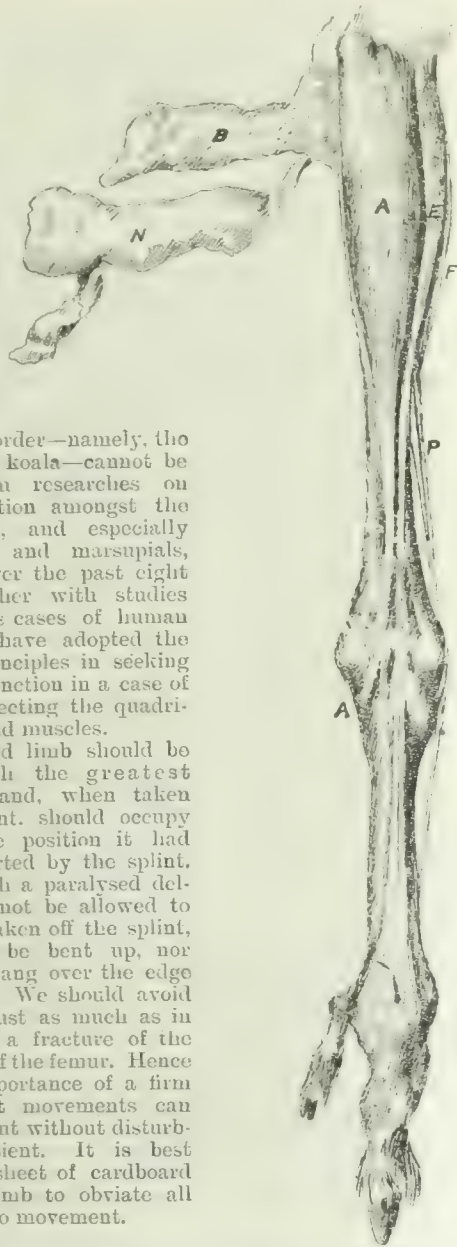 B
A
E
N
F
order—namely, the
koala—cannot be
researches on
tion amongst the
, and especially
and marsupials,
er the past eight
her with studies
cases of human
have adopted the
inciples in seeking
nction in a case of
ecting the quadri-
d muscles.
P
d limb should be
h the greatest
and, when taken
nt. should occupy
e position it had
rted by the splint.
h a paralysed del-
not be allowed to
aken off the splint,
be bent up, nor
ang over the edge
We should avoid
ust as much as in
a fracture of the
of the femur. Hence
portance of a firm
t movements can
nt without disturb-
ient. It is best
sheet of cardboard
mb to obviate all
o movement.
A